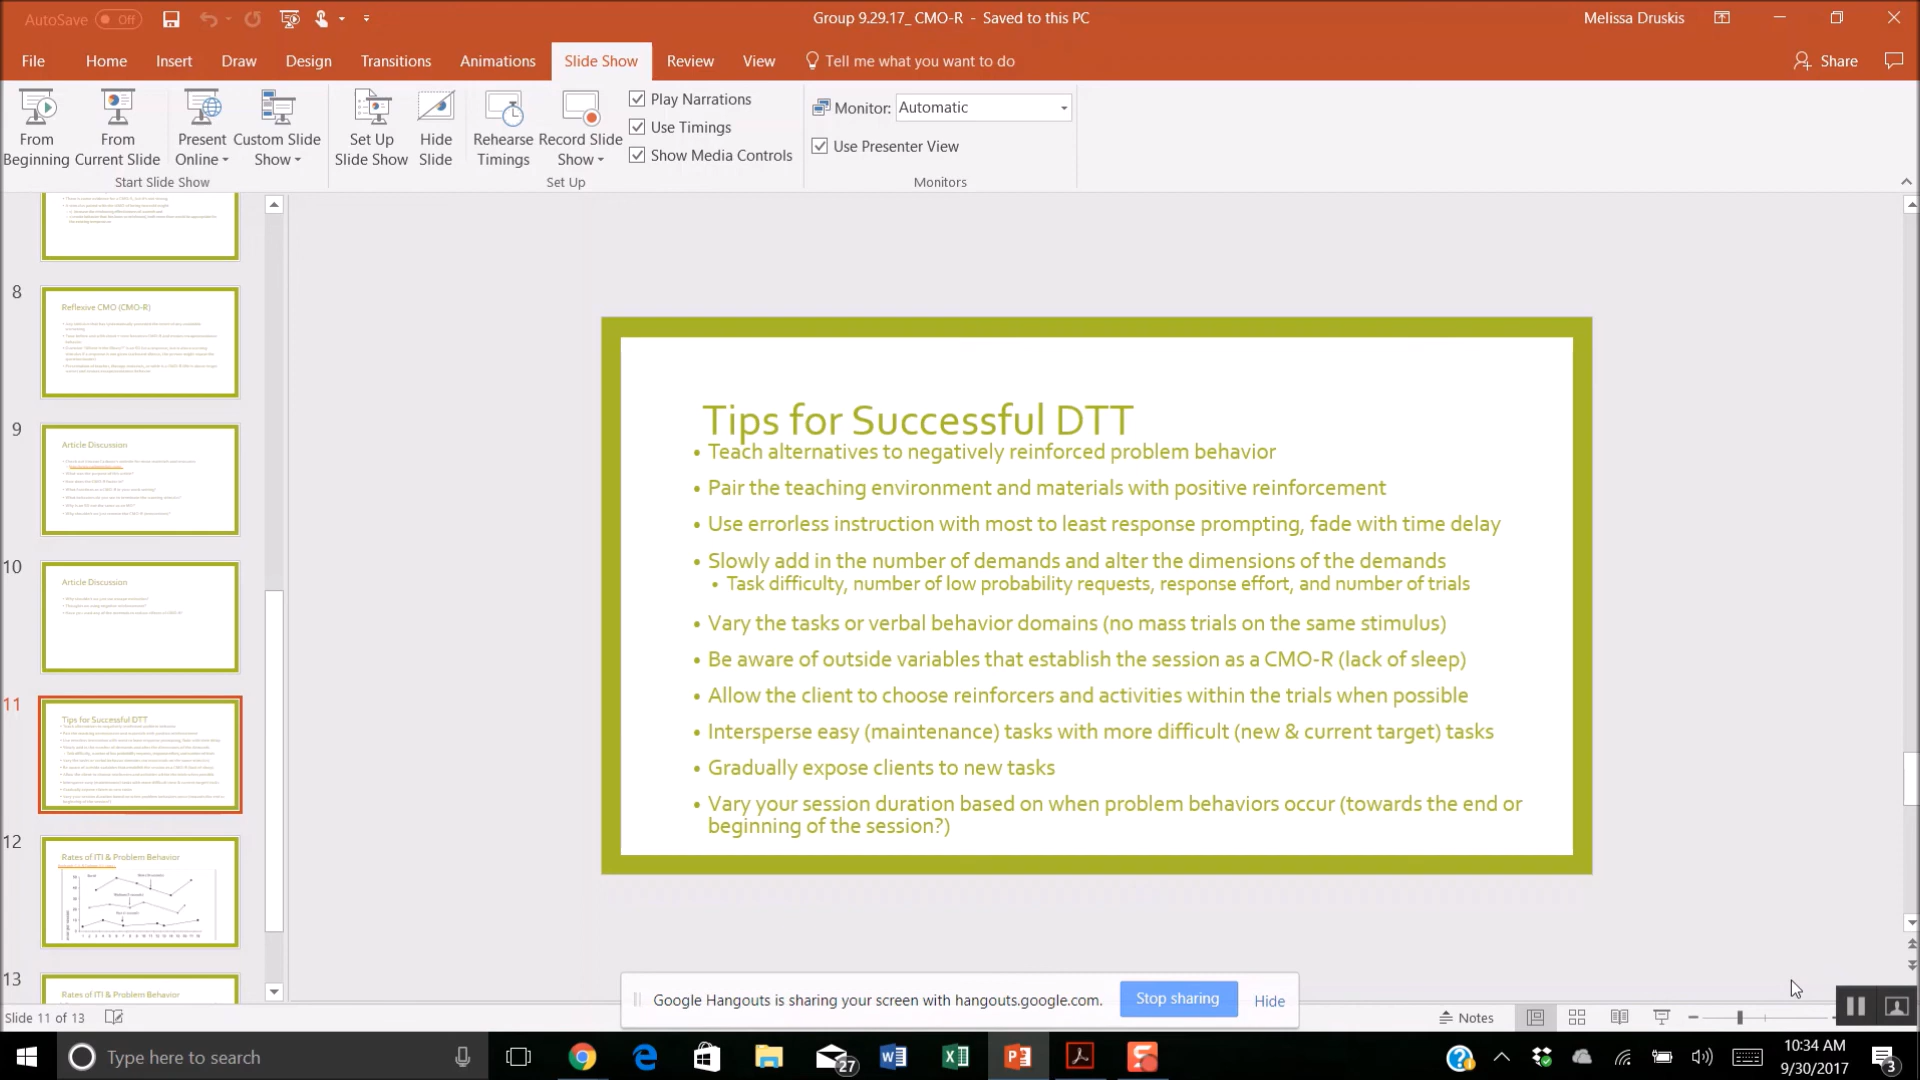 AutoSave Off
Group 9.29.17_ CMO-R - Saved to this PC
Melissa Druskis
File Home Insert Draw Design Transitions Animations Slide Show Review View Tell me what you want to do
Share
From Beginning
From Current Slide
Present Online
Custom Slide Show
Set Up Slide Show
Hide Slide
Rehearse Timings
Record Slide Show
Play Narrations
Use Timings
Show Media Controls
Monitor: Automatic
Use Presenter View
Start Slide Show
Set Up
Monitors
8
Reflexive CMO (CMO-R)
9
Article Discussion
10
Article Discussion
11
Tips for Successful DTT
12
Rates of ITI & Problem Behavior
13
Rates of ITI & Problem Behavior
Tips for Successful DTT
• Teach alternatives to negatively reinforced problem behavior
• Pair the teaching environment and materials with positive reinforcement
• Use errorless instruction with most to least response prompting, fade with time delay
• Slowly add in the number of demands and alter the dimensions of the demands
• Task difficulty, number of low probability requests, response effort, and number of trials
• Vary the tasks or verbal behavior domains (no mass trials on the same stimulus)
• Be aware of outside variables that establish the session as a CMO-R (lack of sleep)
• Allow the client to choose reinforcers and activities within the trials when possible
• Intersperse easy (maintenance) tasks with more difficult (new & current target) tasks
• Gradually expose clients to new tasks
• Vary your session duration based on when problem behaviors occur (towards the end or
beginning of the session?)
Google Hangouts is sharing your screen with hangouts.google.com. Stop sharing Hide
Slide 11 of 13
Notes
Type here to search
27
10:34 AM
9/30/2017
3